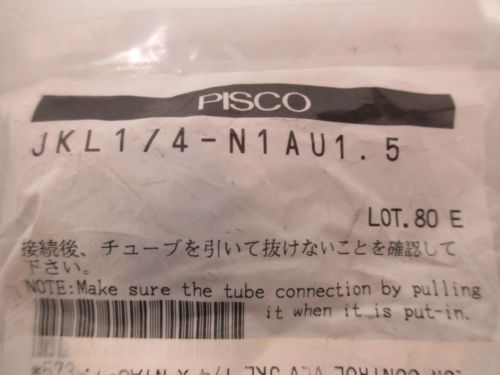 PISCO
JKL1/4-N1AU1.5
LOT.80 E
接続後、チューブを引いて抜けないことを確認して
下さい。
NOTE:Make sure the tube connection by pulling
it when it is put-in.